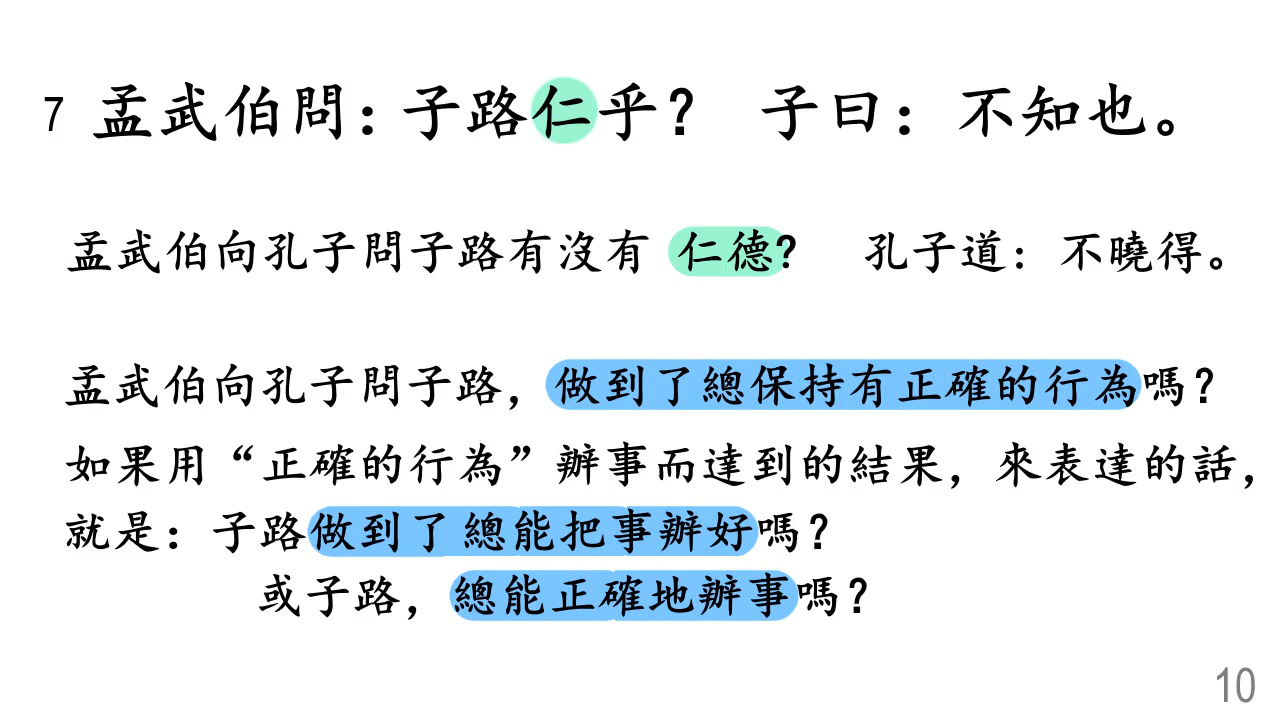 7 孟武伯問：子路仁乎？ 子曰：不知也。
孟武伯向孔子問子路有沒有 仁德？ 孔子道：不曉得。
孟武伯向孔子問子路，做到了總保持有正確的行為嗎？
如果用“正確的行為”辦事而達到的結果，來表達的話，
就是：子路做到了 總能把事辦好嗎？
或子路，總能正確地辦事嗎？
10